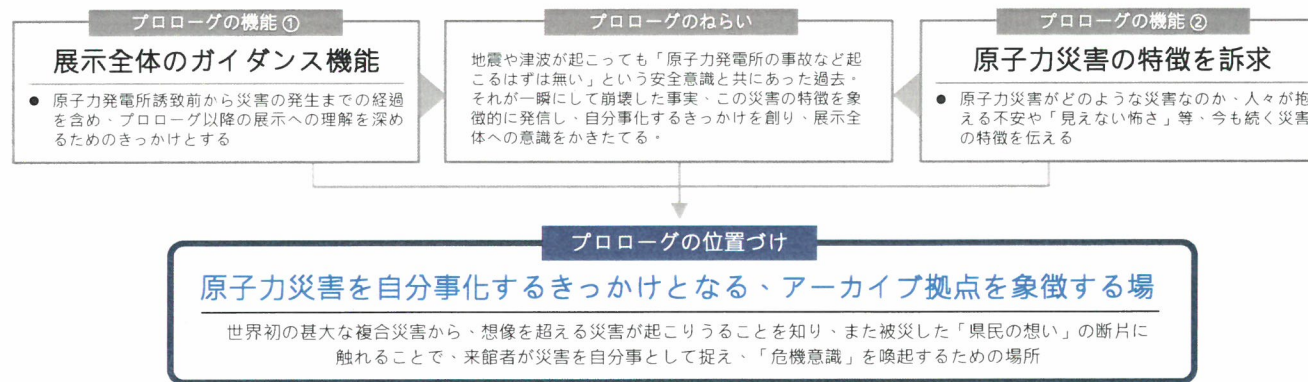 プロローグの機能①
展示全体のガイダンス機能
● 原子力発電所誘致前から災害の発生までの経過
を含め、プロローグ以降の展示への理解を深め
るためのきっかけとする
プロローグのねらい
地震や津波が起こっても「原子力発電所の事故など起
こるはずは無い」という安全意識と共にあった過去。
それが一瞬にして崩壊した事実、この災害の特徴を象
徴的に発信し、自分事化するきっかけを創り、展示全
体への意識をかきたてる。
プロローグの機能②
原子力災害の特徴を訴求
● 原子力災害がどのような災害なのか、人々が抱
える不安や「見えない怖さ」等、今も続く災害
の特徴を伝える
プロローグの位置づけ
原子力災害を自分事化するきっかけとなる、アーカイブ拠点を象徴する場
世界初の甚大な複合災害から、想像を超える災害が起こりうることを知り、また被災した「県民の想い」の断片に
触れることで、来館者が災害を自分事として捉え、「危機意識」を喚起するための場所